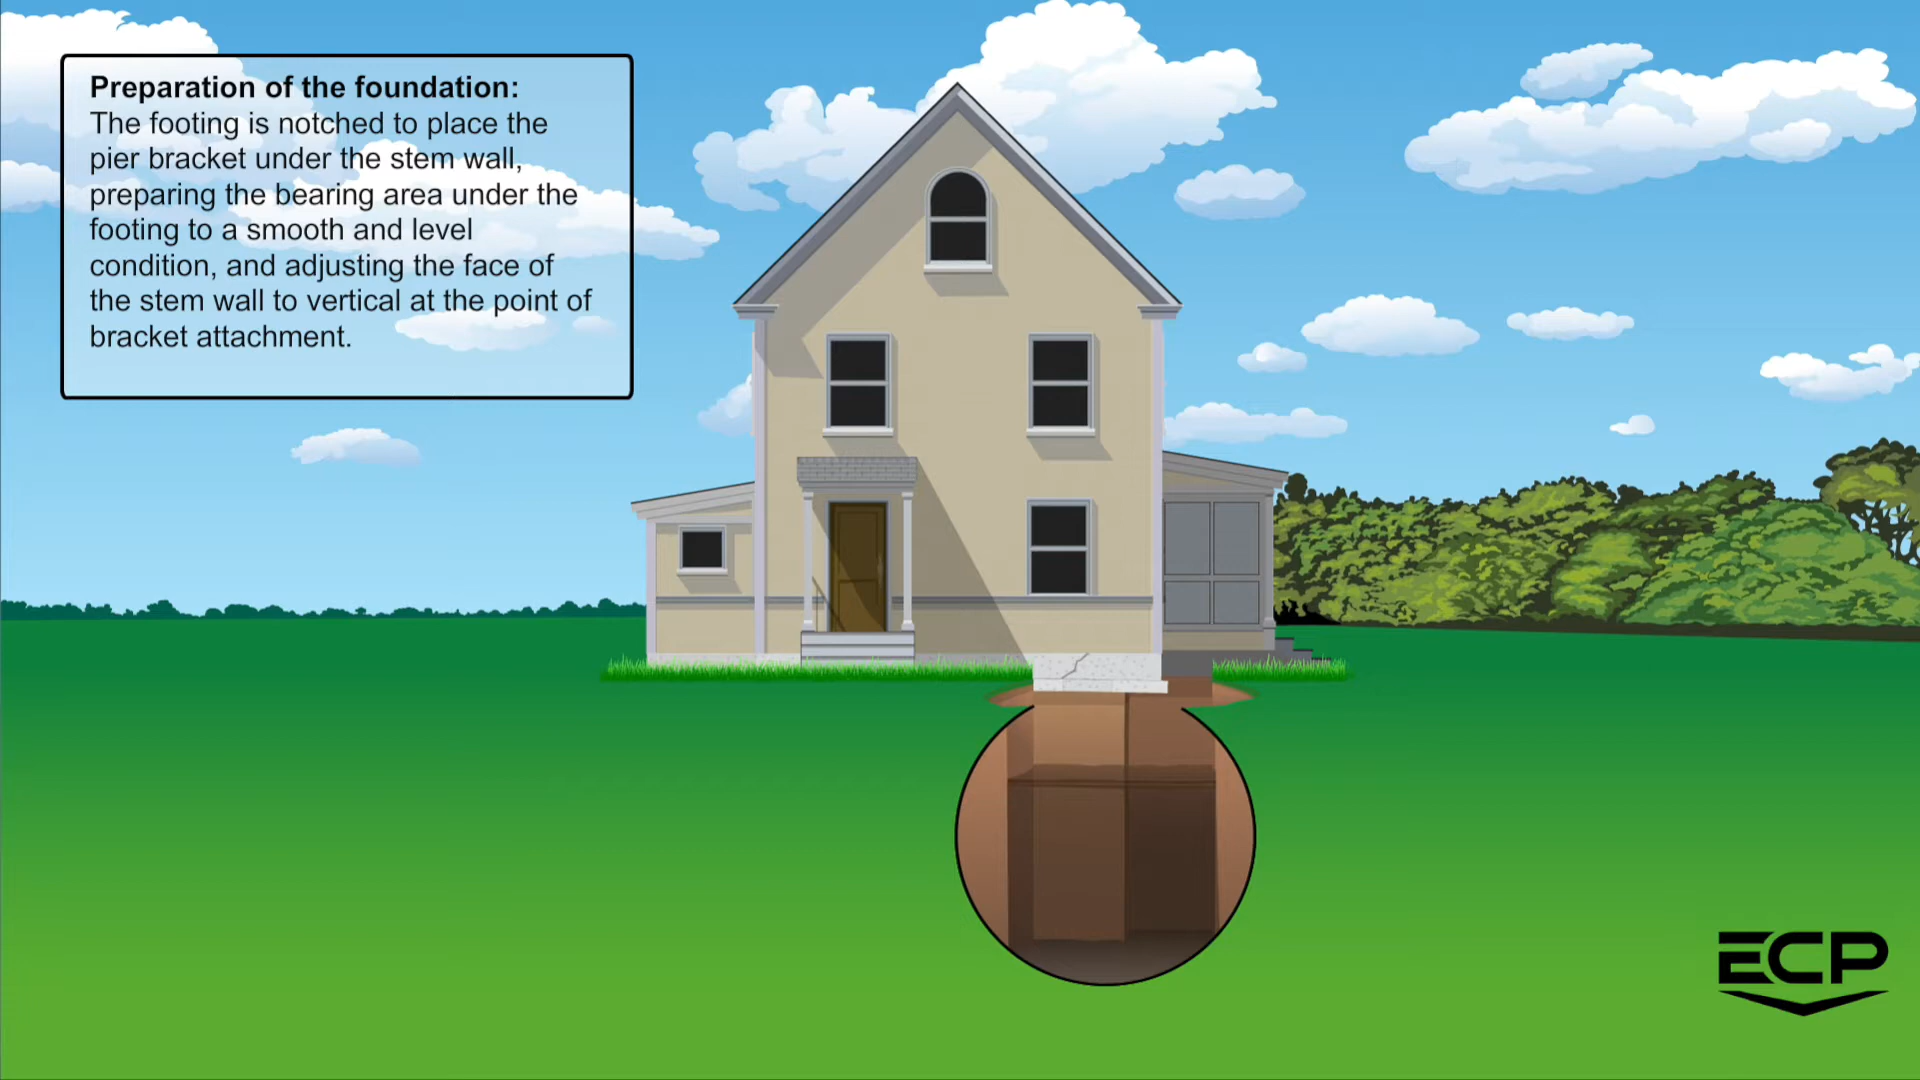 Preparation of the foundation:
The footing is notched to place the
pier bracket under the stem wall,
preparing the bearing area under the
footing to a smooth and level
condition, and adjusting the face of
the stem wall to vertical at the point of
bracket attachment.
ECP